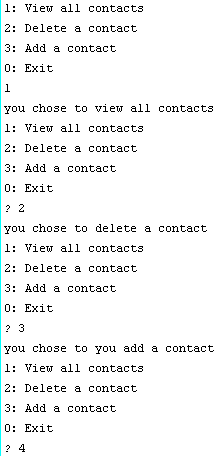 1: View all contacts
2: Delete a contact
3: Add a contact
0: Exit
1
you chose to view all contacts
1: View all contacts
2: Delete a contact
3: Add a contact
0: Exit
? 2
you chose to delete a contact
1: View all contacts
2: Delete a contact
3: Add a contact
0: Exit
? 3
you chose to you add a contact
1: View all contacts
2: Delete a contact
3: Add a contact
0: Exit
? 4